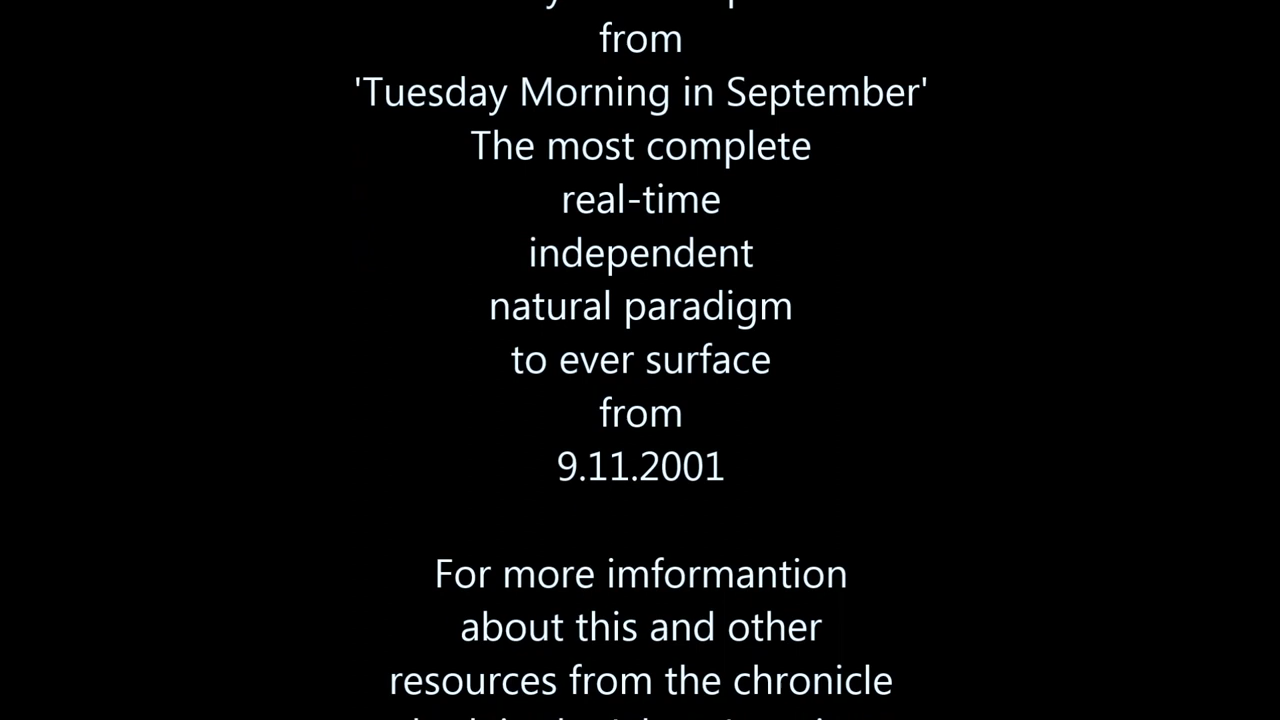 from
'Tuesday Morning in September'
The most complete
real-time
independent
natural paradigm
to ever surface
from
9.11.2001
For more imformantion
about this and other
resources from the chronicle